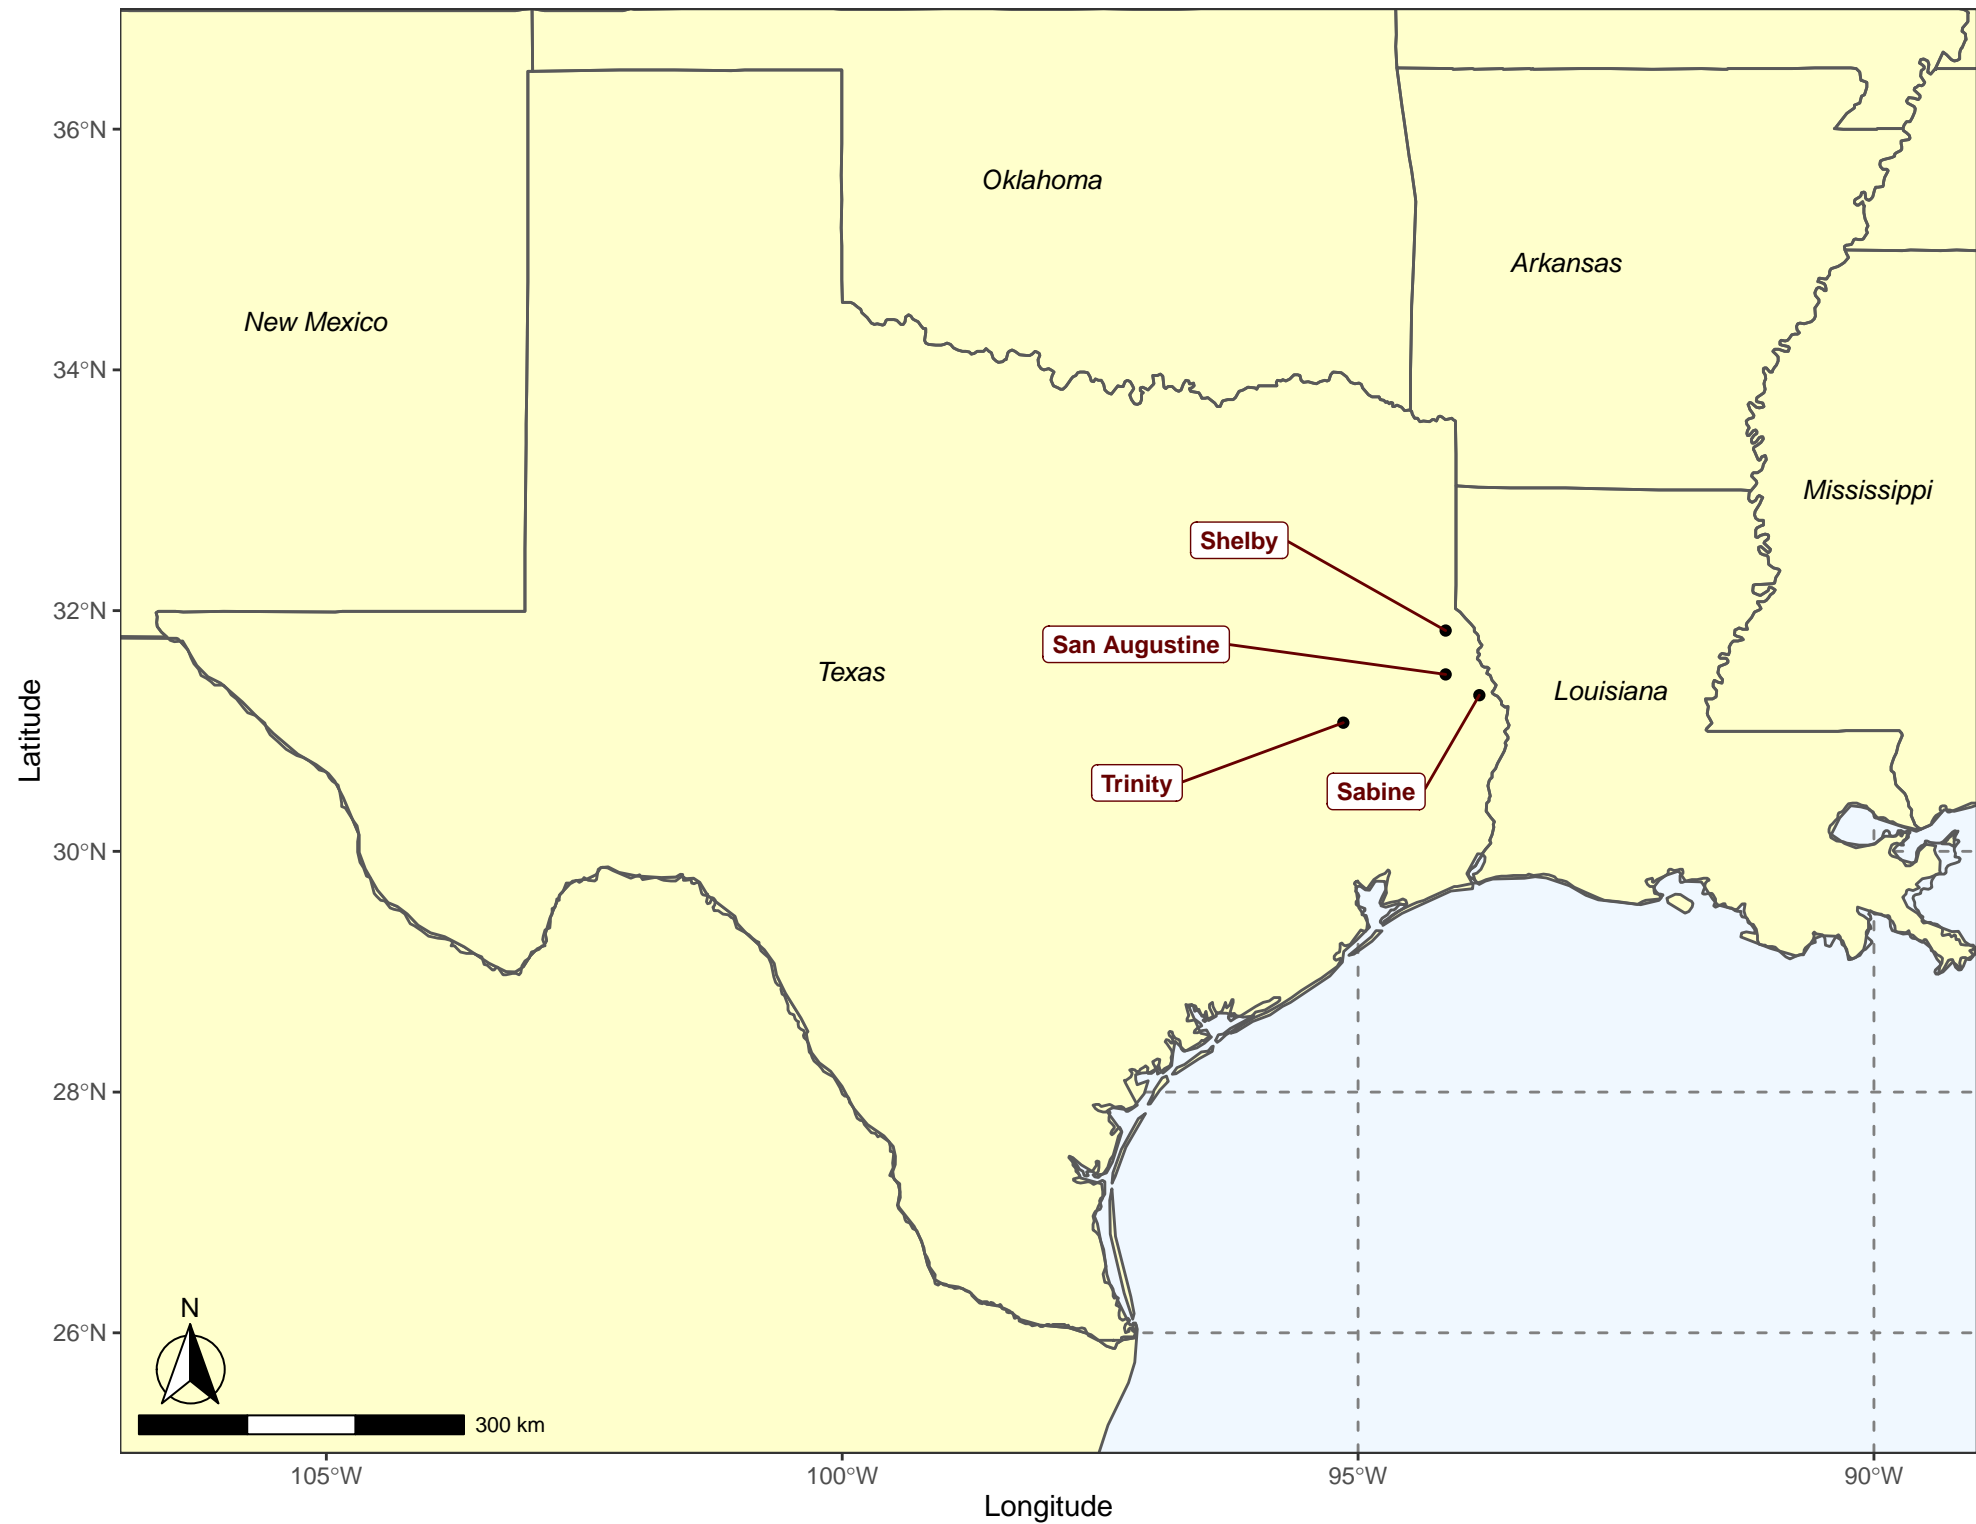 36°N
34°N
32°N
30°N
28°N
26°N
Latitude
Oklahoma
Arkansas
New Mexico
Mississippi
Shelby
San Augustine
Texas
Louisiana
Trinity
Sabine
N
300 km
105°W
100°W
95°W
90°W
Longitude